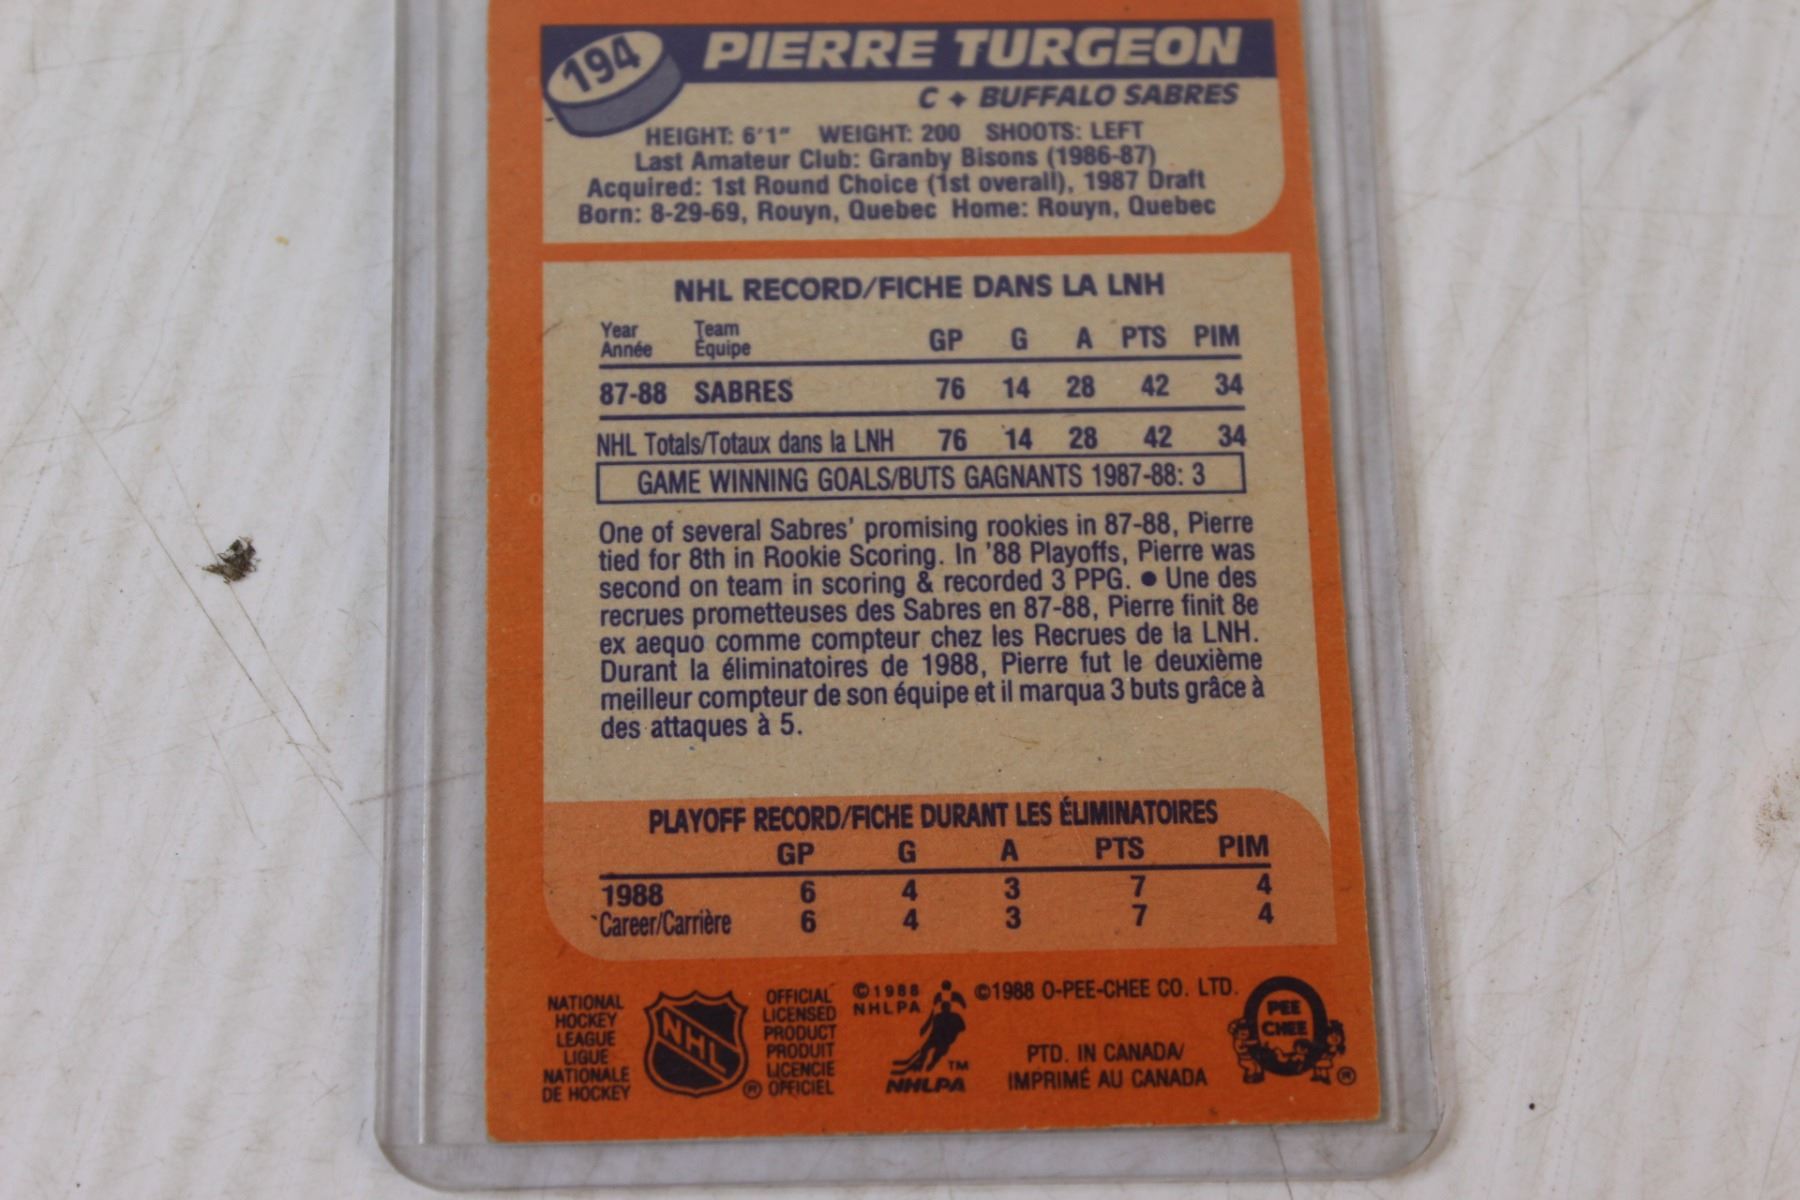 194 PIERRE TURGEON
C ✦ BUFFALO SABRES
HEIGHT: 6'1" WEIGHT: 200 SHOOTS: LEFT
Last Amateur Club: Granby Bisons (1986-87)
Acquired: 1st Round Choice (1st overall), 1987 Draft
Born: 8-29-69, Rouyn, Quebec Home: Rouyn, Quebec
NHL RECORD/FICHE DANS LA LNH
Year Team
Année Équipe GP G A PTS PIM
87-88 SABRES 76 14 28 42 34
NHL Totals/Totaux dans la LNH 76 14 28 42 34
GAME WINNING GOALS/BUTS GAGNANTS 1987-88: 3
One of several Sabres' promising rookies in 87-88, Pierre
tied for 8th in Rookie Scoring. In '88 Playoffs, Pierre was
second on team in scoring & recorded 3 PPG. ● Une des
recrues prometteuses des Sabres en 87-88, Pierre finit 8e
ex aequo comme compteur chez les Recrues de la LNH.
Durant la éliminatoires de 1988, Pierre fut le deuxième
meilleur compteur de son équipe et il marqua 3 buts grâce à
des attaques à 5.
PLAYOFF RECORD/FICHE DURANT LES ÉLIMINATOIRES
GP G A PTS PIM
1988 6 4 3 7 4
Career/Carrière 6 4 3 7 4
NATIONAL
HOCKEY
LEAGUE
LIGUE
NATIONALE
DE HOCKEY
NHL
®
OFFICIAL
LICENSED
PRODUCT
PRODUIT
LICENCIE
OFFICIEL
©1988
NHLPA
TM
NHLPA
©1988 O-PEE-CHEE CO. LTD.
PTD. IN CANADA/
IMPRIMÉ AU CANADA
PEE
CHEE
®